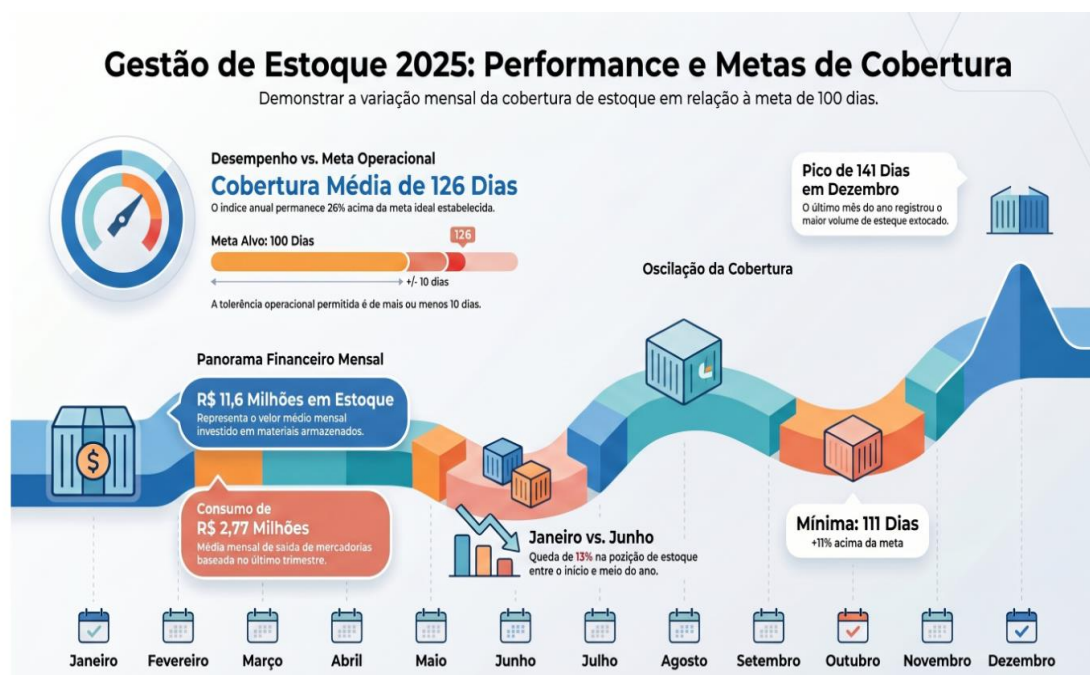 Gestão de Estoque 2025: Performance e Metas de Cobertura
Demonstrar a variação mensal da cobertura de estoque em relação à meta de 100 dias.
Desempenho vs. Meta Operacional
Cobertura Média de 126 Dias
O índice anual permanece 26% acima da meta ideal estabelecida.
Meta Alvo: 100 Dias
126
+/- 10 dias
A tolerância operacional permitida é de mais ou menos 10 dias.
Pico de 141 Dias
em Dezembro
O último mês do ano registrou o
maior volume de esteque extocado.
Oscilação da Cobertura
Panorama Financeiro Mensal
R$ 11,6 Milhões em Estoque
Representa o velor médio mensal
investido em materiais armazenados.
$
Consumo de
R$ 2,77 Milhões
Média mensal de saida de mercadorias
baseada no último trimestre.
Janeiro vs. Junho
Queda de 13% na pozição de estoque
entre o início e meio do ano.
Mínima: 111 Dias
+11% acima da meta
Janeiro
Fevereiro
Março
Abril
Maio
Junho
Julho
Agosto
Setembro
Outubro
Novembro
Dezembro